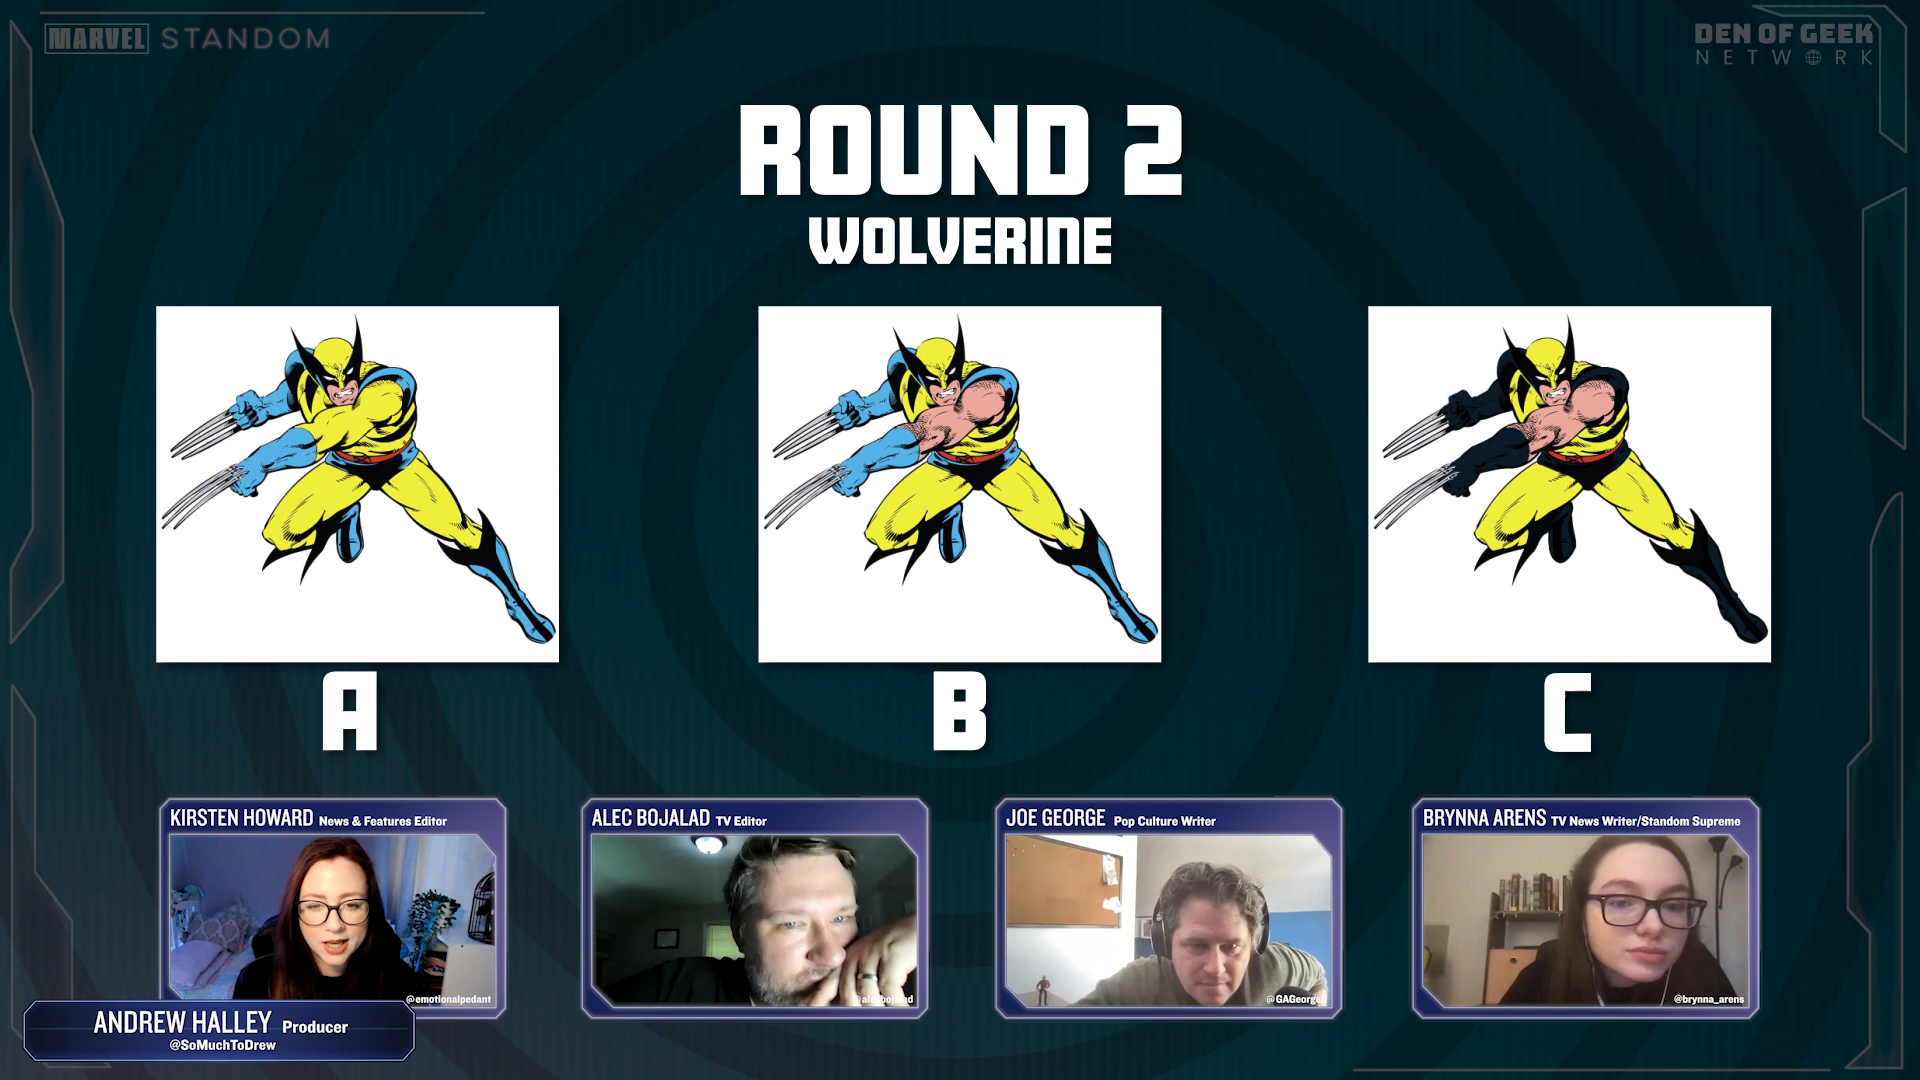 MARVEL STANDOM
DEN OF GEEK
NETWORK
ROUND 2
WOLVERINE
A
B
C
KIRSTEN HOWARD News & Features Editor
@emotionalpedant
ALEC BOJALAD TV Editor
JOE GEORGE Pop Culture Writer
BRYNNA ARENS TV News Writer/Standom Supreme
@brynna_arens
ANDREW HALLEY Producer
@SoMuchToDrew